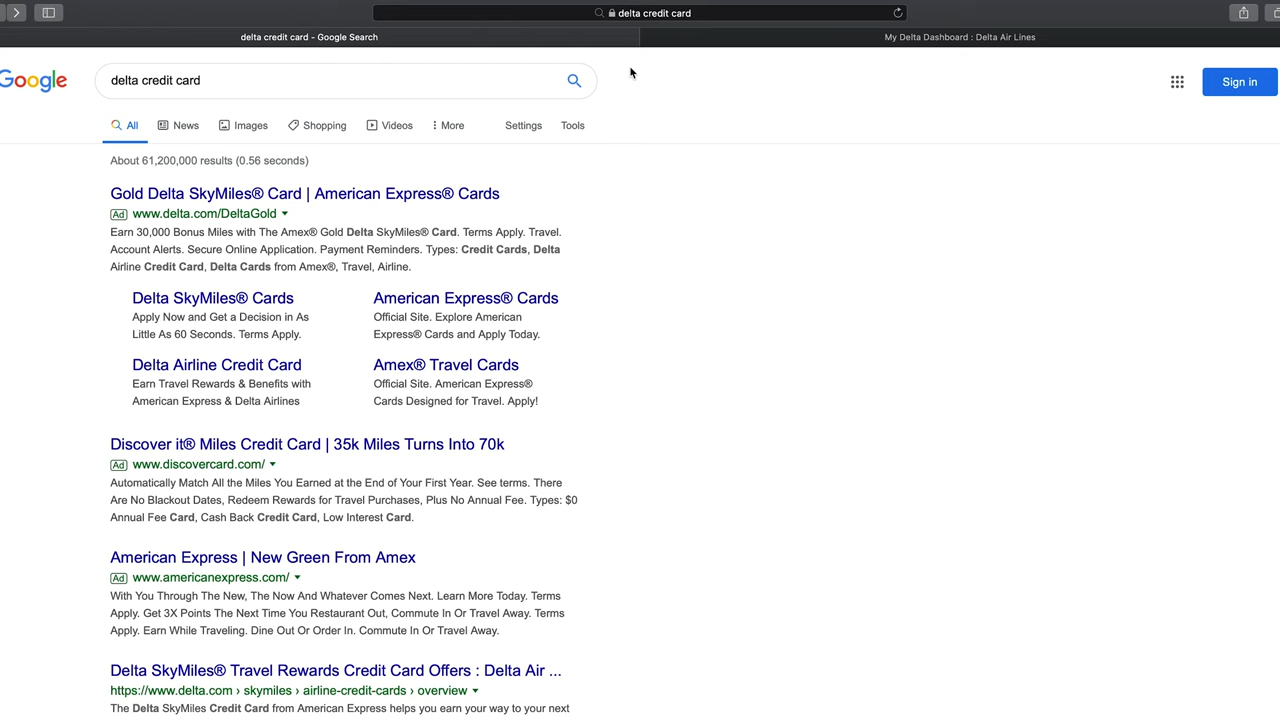 delta credit card
delta credit card - Google Search
My Delta Dashboard : Delta Air Lines
Google
delta credit card
Sign in
All
News
Images
Shopping
Videos
More
Settings
Tools
About 61,200,000 results (0.56 seconds)
Gold Delta SkyMiles® Card | American Express® Cards
Ad www.delta.com/DeltaGold
Earn 30,000 Bonus Miles with The Amex® Gold Delta SkyMiles® Card. Terms Apply. Travel.
Account Alerts. Secure Online Application. Payment Reminders. Types: Credit Cards, Delta
Airline Credit Card, Delta Cards from Amex®, Travel, Airline.
Delta SkyMiles® Cards
Apply Now and Get a Decision in As
Little As 60 Seconds. Terms Apply.
American Express® Cards
Official Site. Explore American
Express® Cards and Apply Today.
Delta Airline Credit Card
Earn Travel Rewards & Benefits with
American Express & Delta Airlines
Amex® Travel Cards
Official Site. American Express®
Cards Designed for Travel. Apply!
Discover it® Miles Credit Card | 35k Miles Turns Into 70k
Ad www.discovercard.com/
Automatically Match All the Miles You Earned at the End of Your First Year. See terms. There
Are No Blackout Dates, Redeem Rewards for Travel Purchases, Plus No Annual Fee. Types: $0
Annual Fee Card, Cash Back Credit Card, Low Interest Card.
American Express | New Green From Amex
Ad www.americanexpress.com/
With You Through The New, The Now And Whatever Comes Next. Learn More Today. Terms
Apply. Get 3X Points The Next Time You Restaurant Out, Commute In Or Travel Away. Terms
Apply. Earn While Traveling. Dine Out Or Order In. Commute In Or Travel Away.
Delta SkyMiles® Travel Rewards Credit Card Offers : Delta Air ...
https://www.delta.com › skymiles › airline-credit-cards › overview
The Delta SkyMiles Credit Card from American Express helps you earn your way to your next